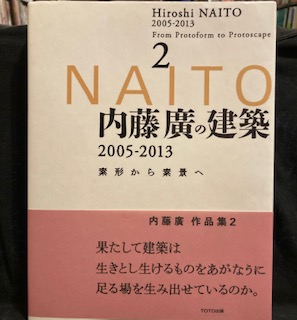 Hiroshi NAITO
2005-2013
From Protoform to Protoscape
2
NAITO
内藤廣の建築
2005-2013
素形から素景へ
内藤廣 作品集2
果たして建築は
生きとし生けるものをあがなうに
足る場を生み出せているのか。
TOTO出版